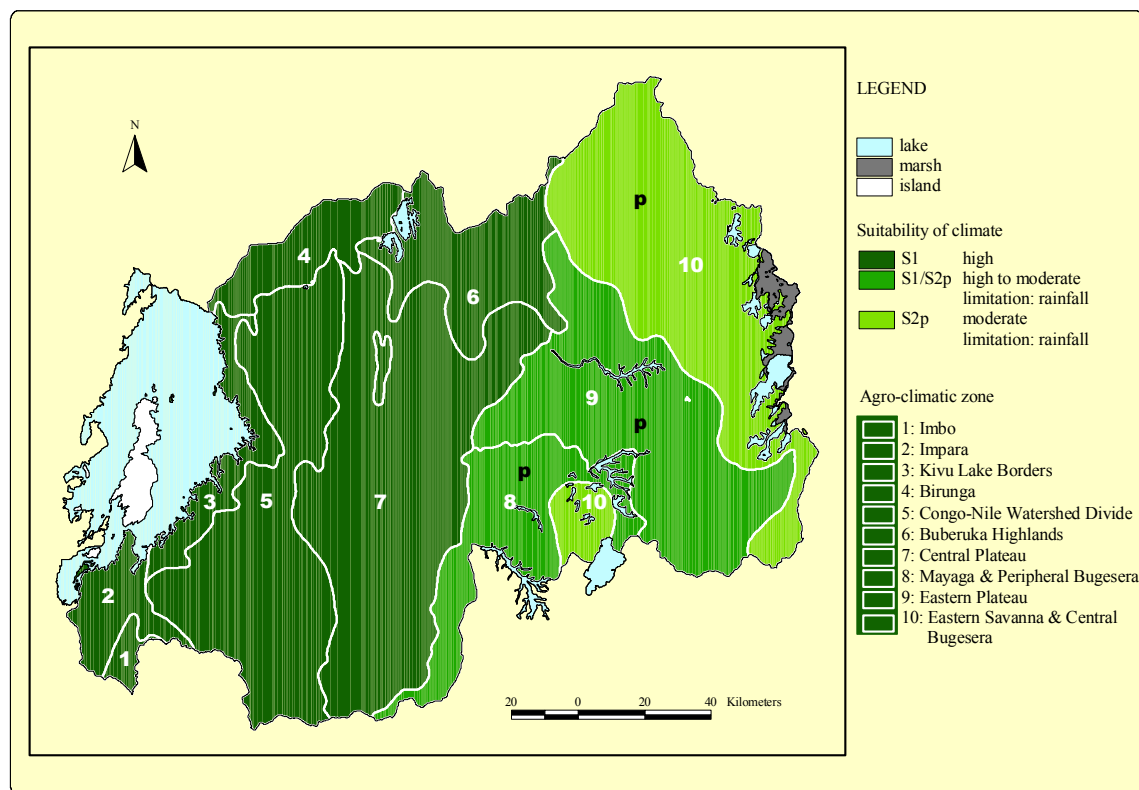 N
LEGEND
lake
marsh
island
Suitability of climate
S1 high
S1/S2p high to moderate
limitation: rainfall
S2p moderate
limitation: rainfall
Agro-climatic zone
1: Imbo
2: Impara
3: Kivu Lake Borders
4: Birunga
5: Congo-Nile Watershed Divide
6: Buberuka Highlands
7: Central Plateau
8: Mayaga & Peripheral Bugesera
9: Eastern Plateau
10: Eastern Savanna & Central
Bugesera
p
4
10
6
9
p
p
3
5
7
8
10
2
1
20 0 20 40 Kilometers